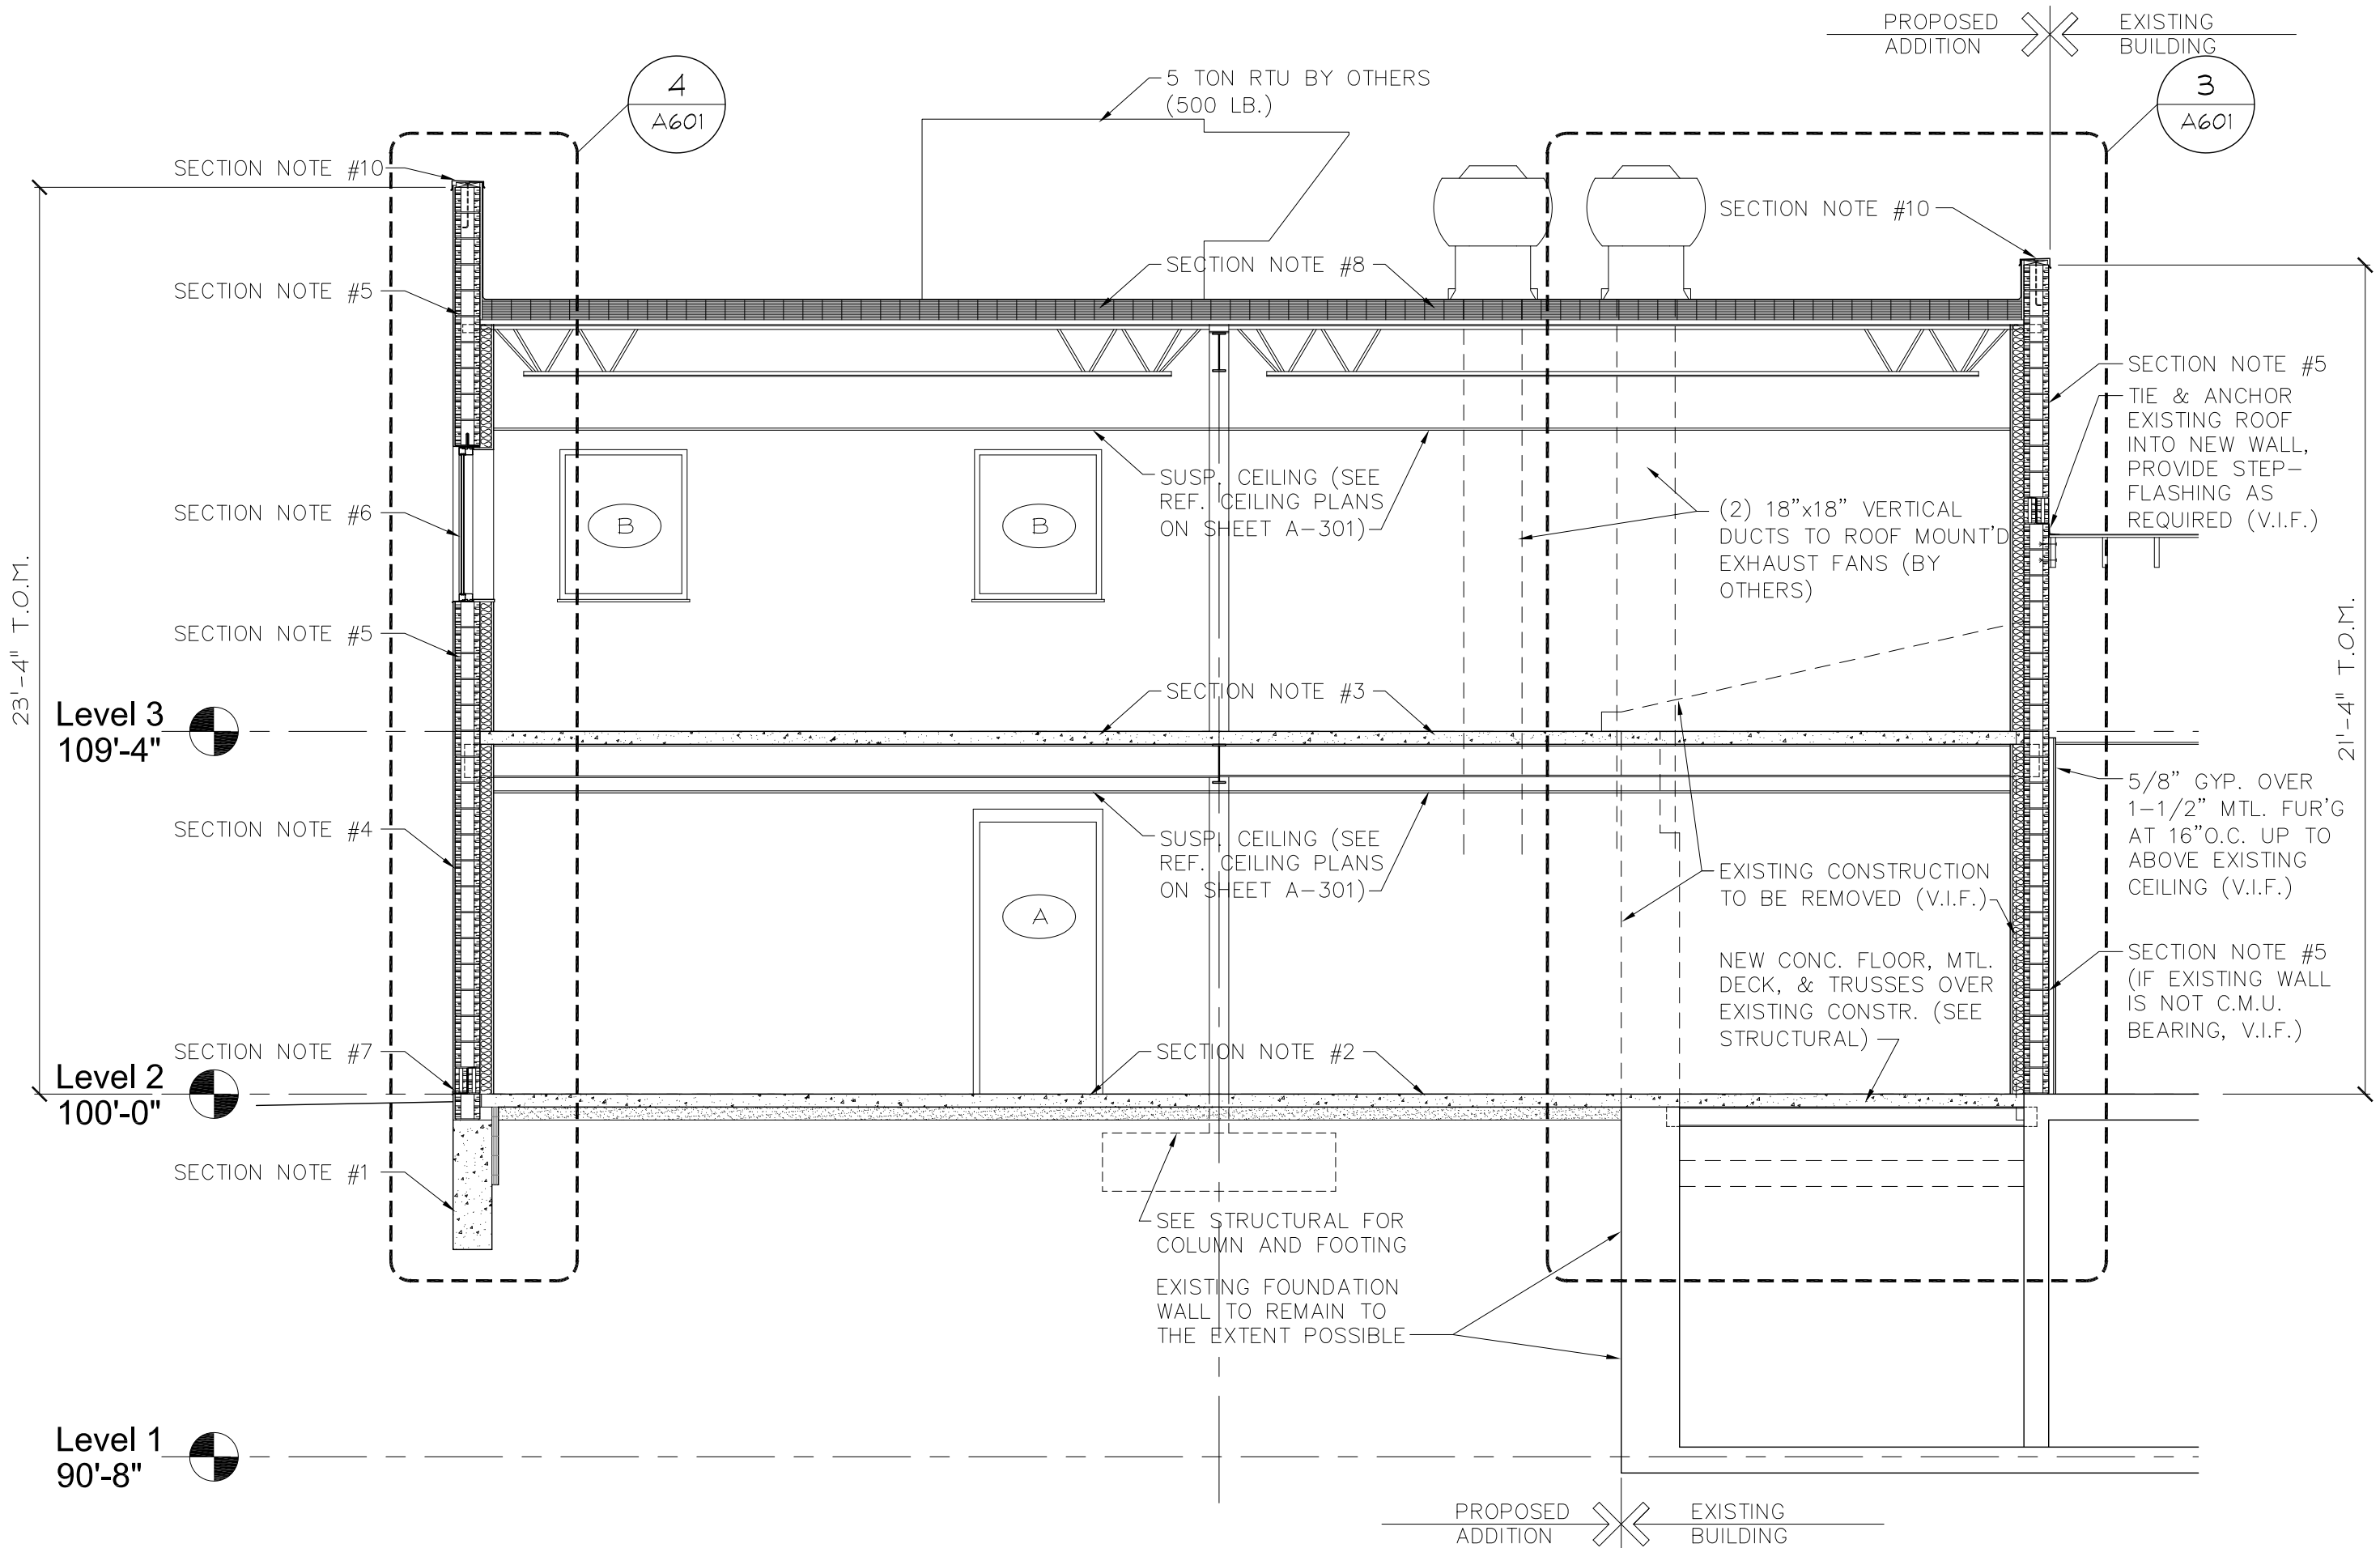 PROPOSED
ADDITION
EXISTING
BUILDING
4
A601
3
A601
5 TON RTU BY OTHERS
(500 LB.)
SECTION NOTE #10
SECTION NOTE #10
SECTION NOTE #8
SECTION NOTE #5
SECTION NOTE #5
TIE & ANCHOR
EXISTING ROOF
INTO NEW WALL,
PROVIDE STEP-
FLASHING AS
REQUIRED (V.I.F.)
SUSP. CEILING (SEE
REF. CEILING PLANS
ON SHEET A-301)
SECTION NOTE #6
B
B
(2) 18"x18" VERTICAL
DUCTS TO ROOF MOUNT'D
EXHAUST FANS (BY
OTHERS)
23'-4" T.O.M.
21'-4" T.O.M.
SECTION NOTE #5
SECTION NOTE #3
Level 3
109'-4"
5/8" GYP. OVER
1-1/2" MTL. FUR'G
AT 16"O.C. UP TO
ABOVE EXISTING
CEILING (V.I.F.)
SECTION NOTE #4
SUSP. CEILING (SEE
REF. CEILING PLANS
ON SHEET A-301)
EXISTING CONSTRUCTION
TO BE REMOVED (V.I.F.)
A
NEW CONC. FLOOR, MTL.
DECK, & TRUSSES OVER
EXISTING CONSTR. (SEE
STRUCTURAL)
SECTION NOTE #5
(IF EXISTING WALL
IS NOT C.M.U.
BEARING, V.I.F.)
SECTION NOTE #7
SECTION NOTE #2
Level 2
100'-0"
SECTION NOTE #1
SEE STRUCTURAL FOR
COLUMN AND FOOTING
EXISTING FOUNDATION
WALL TO REMAIN TO
THE EXTENT POSSIBLE
Level 1
90'-8"
PROPOSED
ADDITION
EXISTING
BUILDING